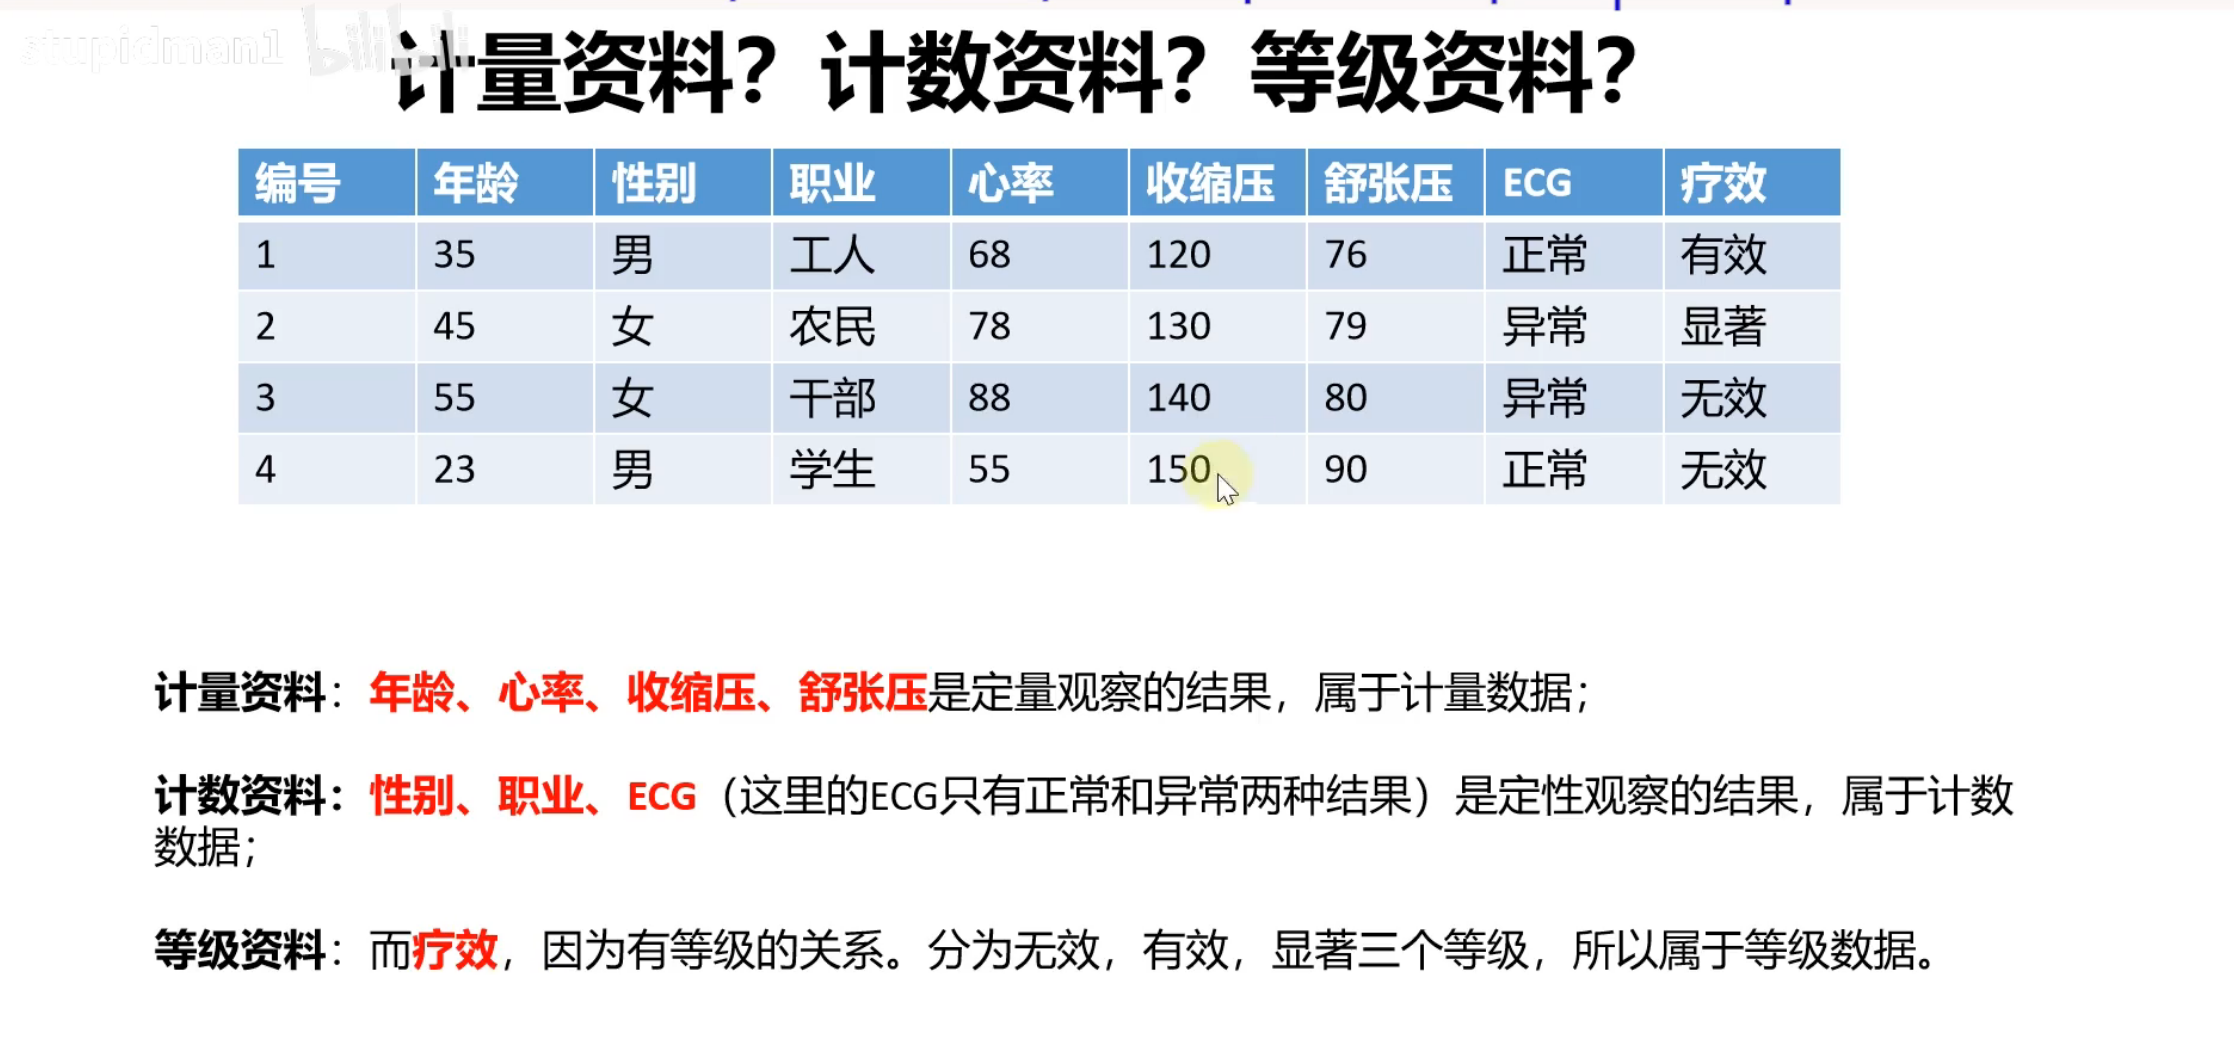 stupidman1 bilibili
计量资料？计数资料？等级资料？
编号 年龄 性别 职业 心率 收缩压 舒张压 ECG 疗效
1 35 男 工人 68 120 76 正常 有效
2 45 女 农民 78 130 79 异常 显著
3 55 女 干部 88 140 80 异常 无效
4 23 男 学生 55 150 90 正常 无效
计量资料：年龄、心率、收缩压、舒张压是定量观察的结果，属于计量数据；
计数资料：性别、职业、ECG（这里的ECG只有正常和异常两种结果）是定性观察的结果，属于计数
数据；
等级资料：而疗效，因为有等级的关系。分为无效，有效，显著三个等级，所以属于等级数据。